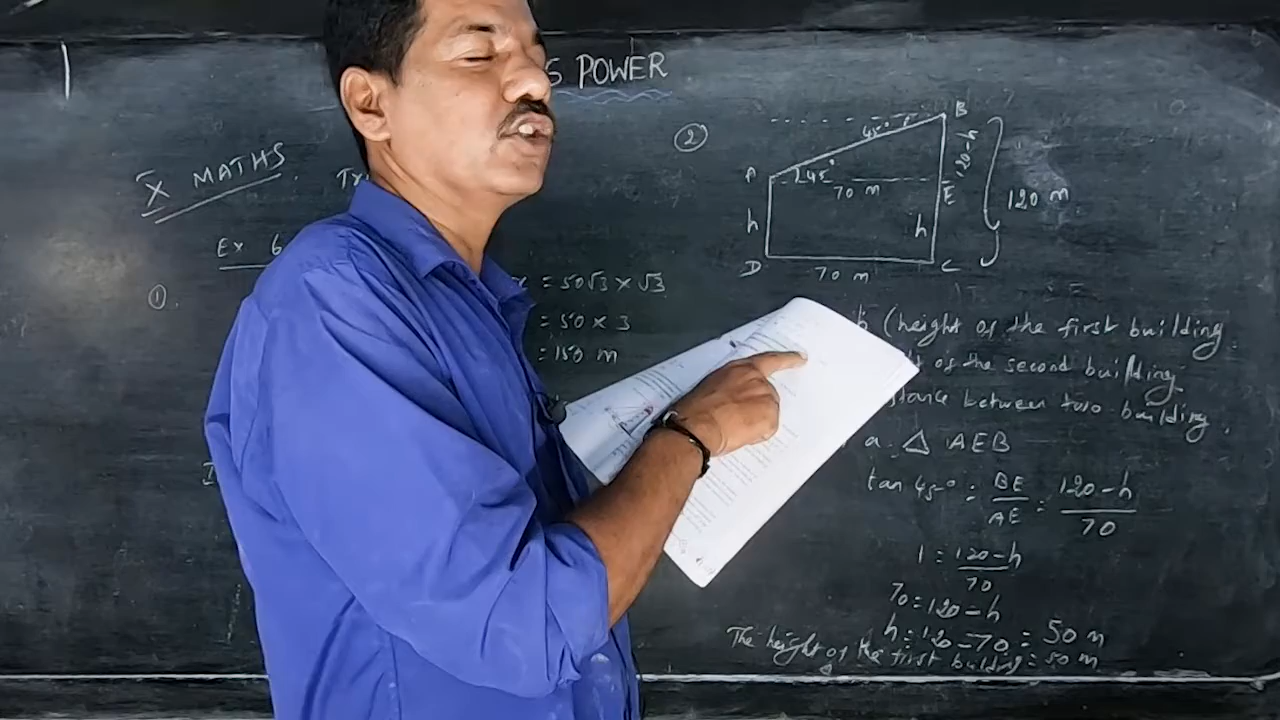 S POWER
X MATHS
Ex 6
①.
= 50√3 × √3
= 50 × 3
= 150 m
②
B
45°
120-h
A
45°
70 m
E
120 m
h
h
D
70 m
C
(height of the first building
of the second building
between two building.
△ AEB
tan 45° = BE/AE = 120-h/70
1 = 120-h/70
70 = 120-h
h = 120-70 = 50 m
The height of the first building = 50 m